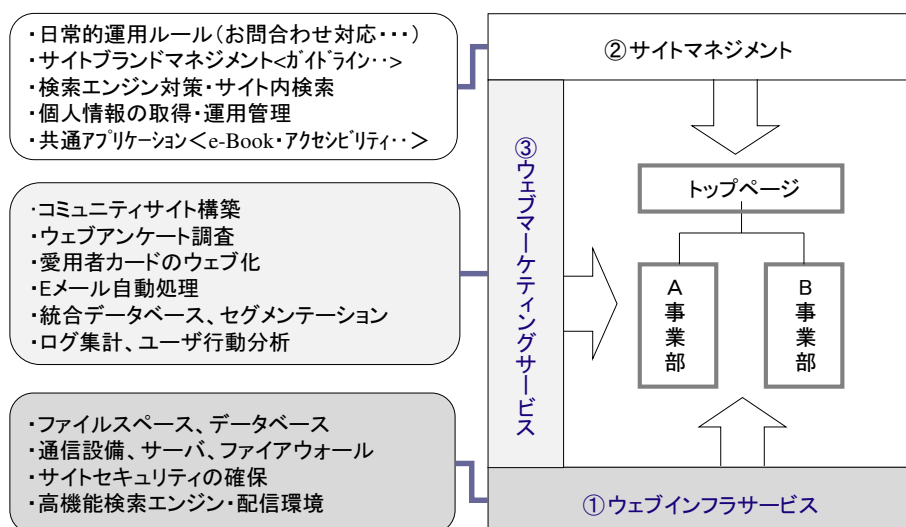 ・日常的運用ルール（お問合わせ対応・・・）
・サイトブランドマネジメント<ｶﾞｲﾄﾞﾗｲﾝ‥>
・検索エンジン対策・サイト内検索
・個人情報の取得・運用管理
・共通アプリケーション＜e-Book・アクセシビリティ‥＞
・コミュニティサイト構築
・ウェブアンケート調査
・愛用者カードのウェブ化
・Eメール自動処理
・統合データベース、セグメンテーション
・ログ集計、ユーザ行動分析
・ファイルスペース、データベース
・通信設備、サーバ、ファイアウォール
・サイトセキュリティの確保
・高機能検索エンジン・配信環境
②サイトマネジメント
③ウェブマーケティングサービス
トップページ
A事業部
B事業部
①ウェブインフラサービス